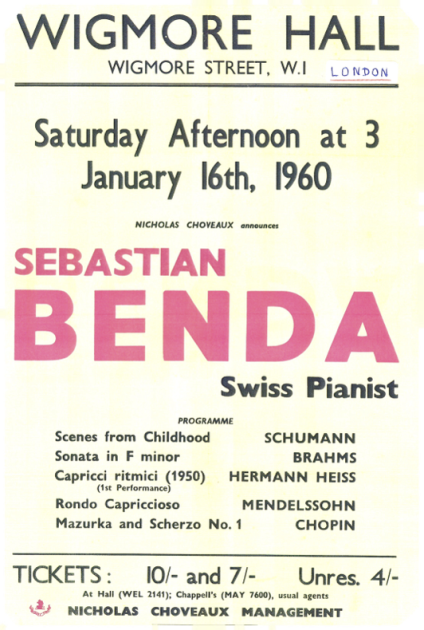 WIGMORE HALL
WIGMORE STREET, W.1 LONDON
Saturday Afternoon at 3
January 16th, 1960
NICHOLAS CHOVEAUX announces
SEBASTIAN
BENDA
Swiss Pianist
PROGRAMME
Scenes from Childhood SCHUMANN
Sonata in F minor BRAHMS
Capricci ritmici (1950) HERMANN HEISS
(1st Performance)
Rondo Capriccioso MENDELSSOHN
Mazurka and Scherzo No. 1 CHOPIN
TICKETS: 10/- and 7/- Unres. 4/-
At Hall (WEL 2141); Chappell's (MAY 7600), usual agents
NICHOLAS CHOVEAUX MANAGEMENT